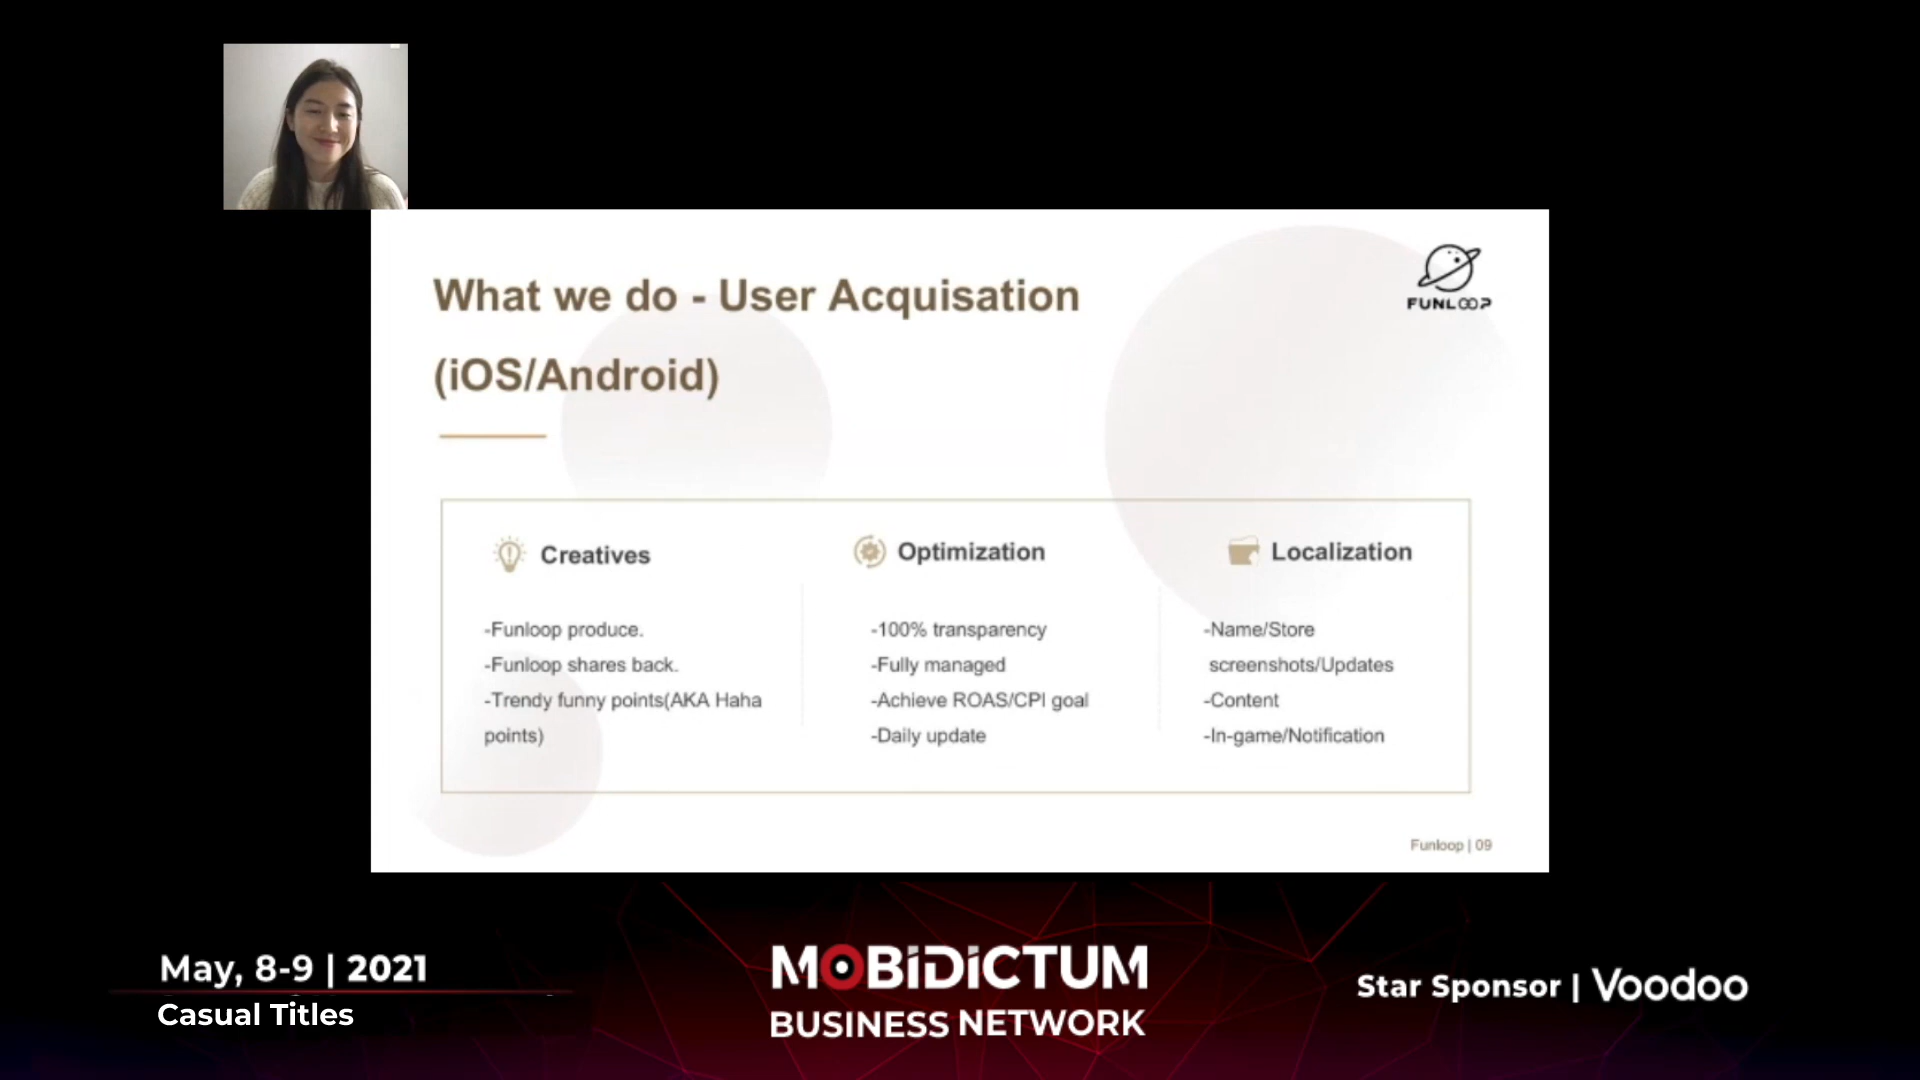 What we do - User Acquisation
(iOS/Android)
FUNLOOP
Creatives
-Funloop produce.
-Funloop shares back.
-Trendy funny points(AKA Haha
points)
Optimization
-100% transparency
-Fully managed
-Achieve ROAS/CPI goal
-Daily update
Localization
-Name/Store
screenshots/Updates
-Content
-In-game/Notification
Funloop | 09
May, 8-9 | 2021
Casual Titles
MOBiDiCTUM
BUSINESS NETWORK
Star Sponsor | Voodoo